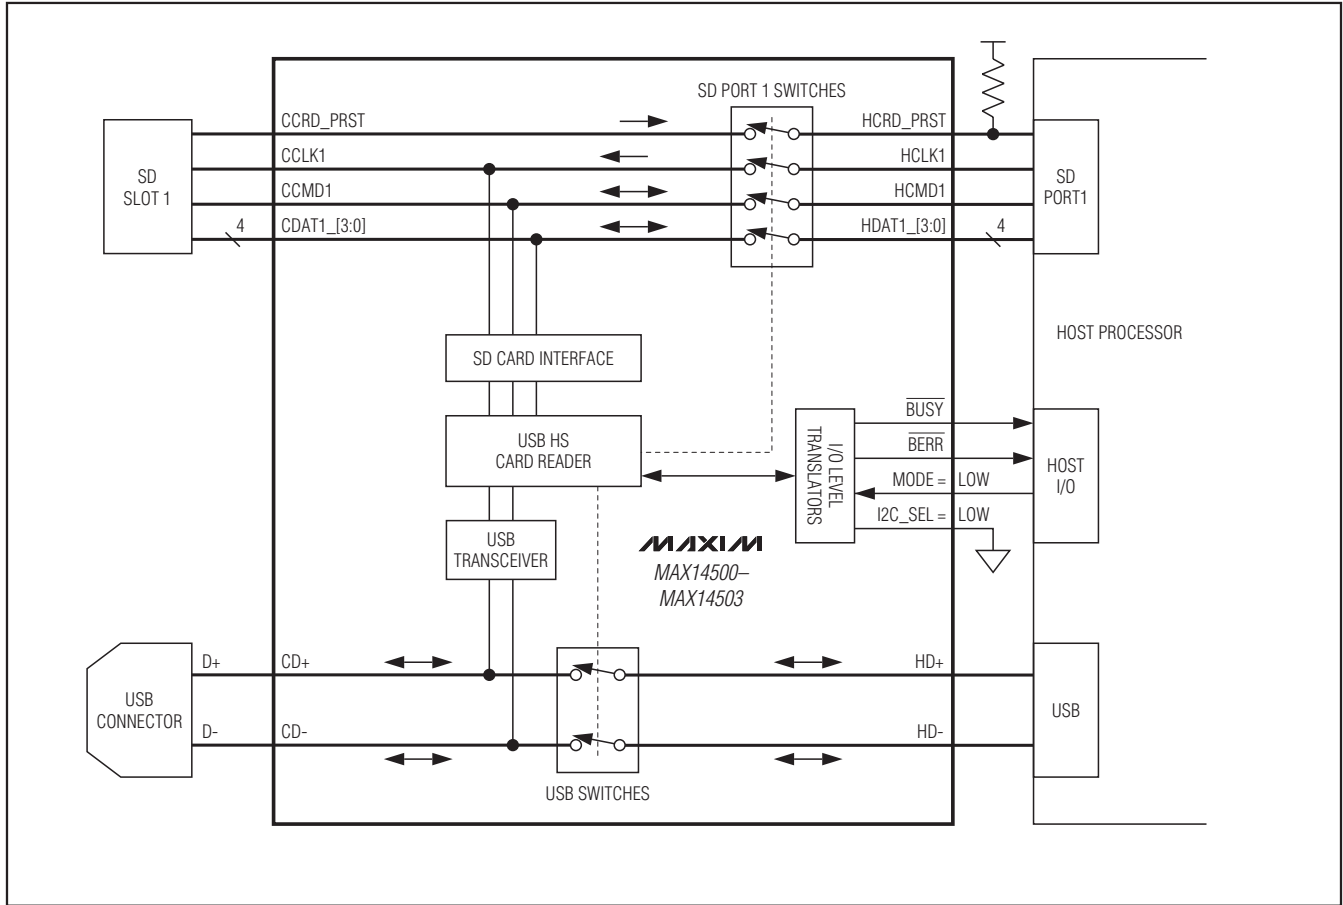 SD PORT 1 SWITCHES
CCRD_PRST
HCRD_PRST
CCLK1
HCLK1
SD
SLOT 1
CCMD1
HCMD1
SD
PORT1
4
CDAT1_[3:0]
HDAT1_[3:0]
4
HOST PROCESSOR
SD CARD INTERFACE
USB HS
CARD READER
I/O LEVEL
TRANSLATORS
BUSY
BERR
MODE = LOW
I2C_SEL = LOW
HOST
I/O
USB
TRANSCEIVER
MAXIM
MAX14500–
MAX14503
D+
CD+
HD+
USB
CONNECTOR
USB
D-
CD-
HD-
USB SWITCHES